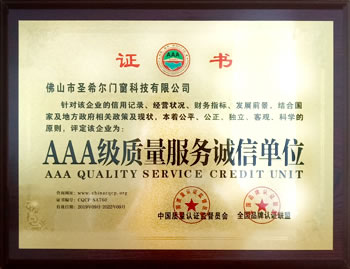 证书
佛山市圣希尔门窗科技有限公司
针对该企业的信用记录、经营状况、财务指标、发展前景、结合国
家及地方政府相关政策及现状，本着公平、公正、独立、客观、科学的
原则，评定该企业为：
AAA级质量服务诚信单位
AAA QUALITY SERVICE CREDIT UNIT
中国质量认证监督委员会
全国品牌认证联盟